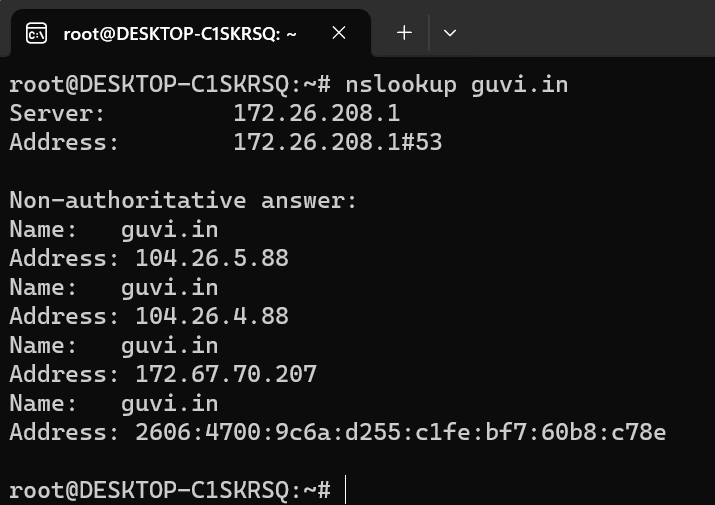 root@DESKTOP-C1SKRSQ: ~
root@DESKTOP-C1SKRSQ:~# nslookup guvi.in
Server:         172.26.208.1
Address:        172.26.208.1#53

Non-authoritative answer:
Name:   guvi.in
Address: 104.26.5.88
Name:   guvi.in
Address: 104.26.4.88
Name:   guvi.in
Address: 172.67.70.207
Name:   guvi.in
Address: 2606:4700:9c6a:d255:c1fe:bf7:60b8:c78e

root@DESKTOP-C1SKRSQ:~#